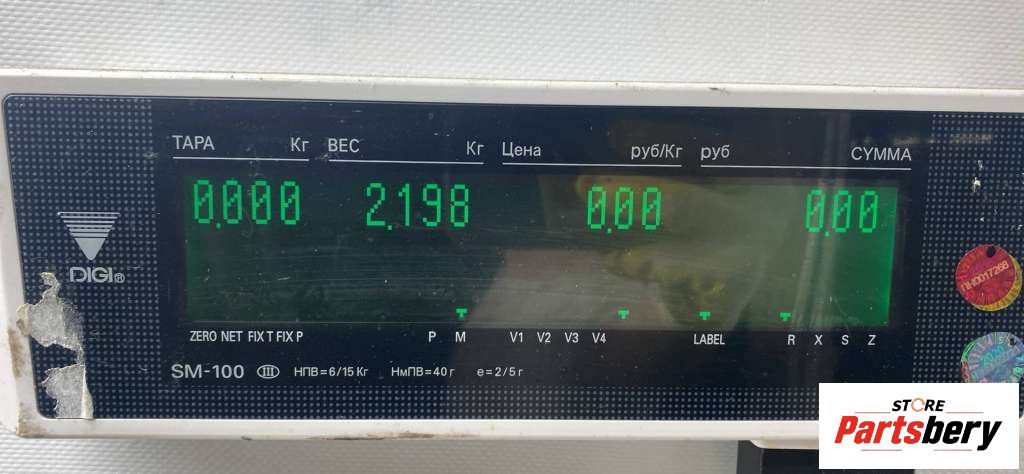 ТАРА Кг ВЕС Кг Цена руб/Кг руб СУММА
0.000 2.198 0.00 0.00
DIGI®
ZERO NET FIX T FIX P P M V1 V2 V3 V4 LABEL R X S Z
SM-100 III НПВ=6/15 Кг НмПВ=40 г e=2/5 г
ПН0017268
STORE
Partsbery